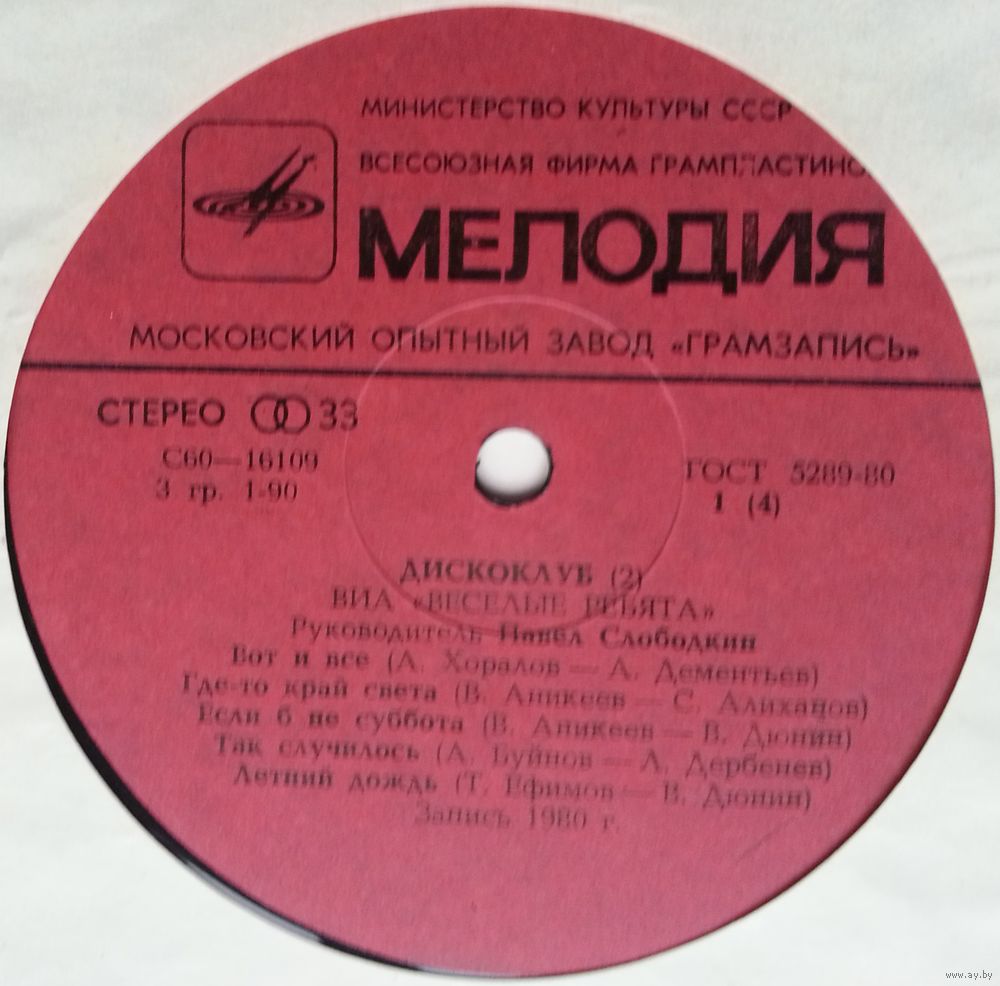 МИНИСТЕРСТВО КУЛЬТУРЫ СССР
ВСЕСОЮЗНАЯ ФИРМА ГРАМПЛАСТИНО
МЕЛОДИЯ
МОСКОВСКИЙ ОПЫТНЫЙ ЗАВОД «ГРАМЗАПИСЬ»
СТЕРЕО 33
С60—16109
3 гр. 1-90
ГОСТ 5289-80
1 (4)
ДИСКОКЛУБ (2)
ВИА «ВЕСЕЛЫЕ РЕБЯТА»
Руководитель Павел Слободкин
Вот и все (А. Хоралов — А. Дементьев)
Где-то край света (В. Аникеев — С. Алиханов)
Если б не суббота (В. Аникеев — В. Дюнин)
Так случилось (А. Буйнов — Л. Дербенев)
Летний дождь (Т. Ефимов — В. Дюнин)
Запись 1980 г.
www.ay.by